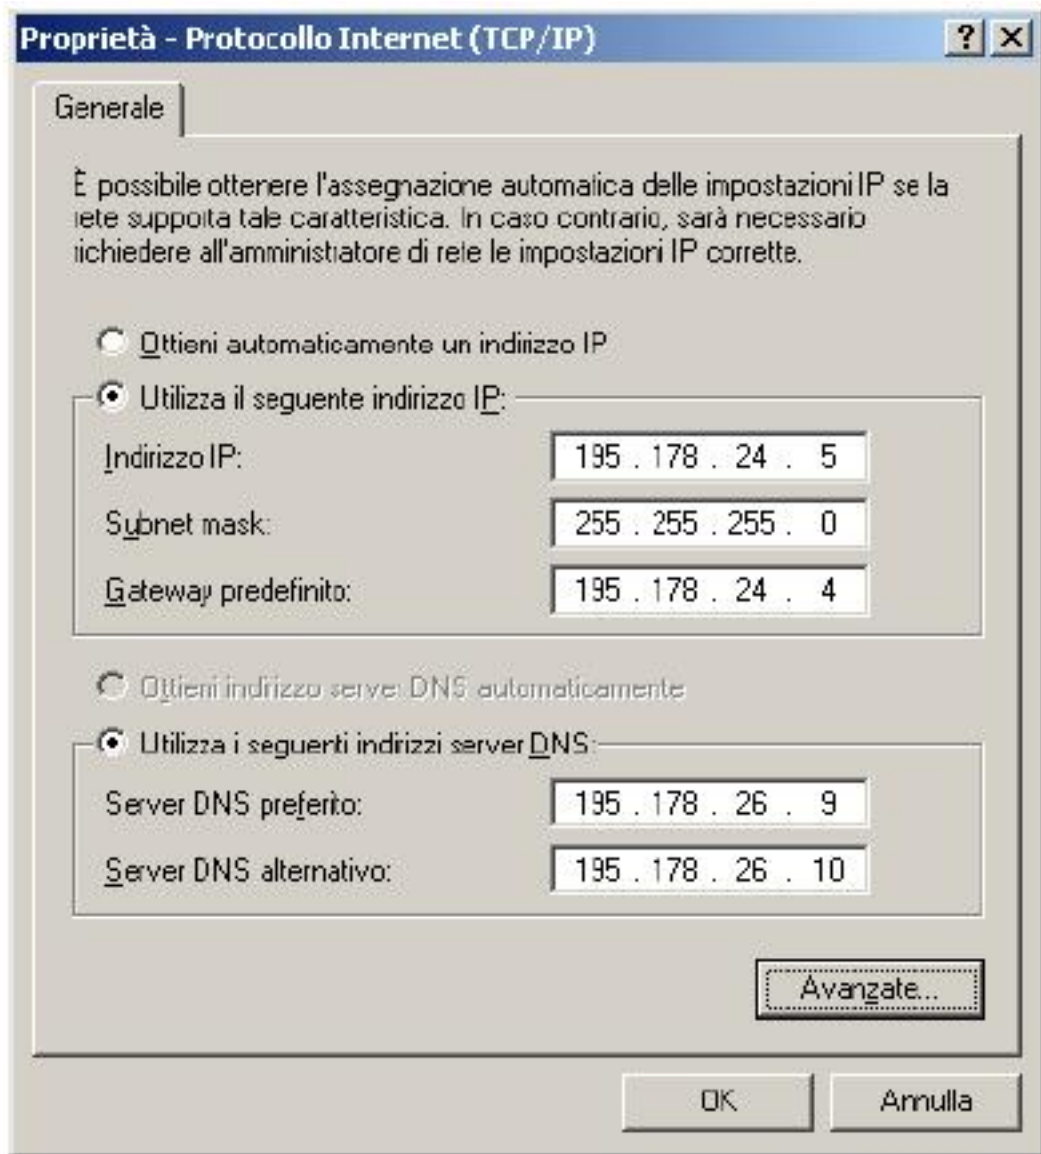 Proprietà - Protocollo Internet (TCP/IP)
Generale
È possibile ottenere l'assegnazione automatica delle impostazioni IP se la
rete supporta tale caratteristica. In caso contrario, sarà necessario
richiedere all'amministratore di rete le impostazioni IP corrette.
Ottieni automaticamente un indirizzo IP
Utilizza il seguente indirizzo IP:
Indirizzo IP: 195 . 178 . 24 . 5
Subnet mask: 255 . 255 . 255 . 0
Gateway predefinito: 195 . 178 . 24 . 4
Ottieni indirizzo server DNS automaticamente
Utilizza i seguenti indirizzi server DNS:
Server DNS preferito: 195 . 178 . 26 . 9
Server DNS alternativo: 195 . 178 . 26 . 10
Avanzate...
OK Annulla